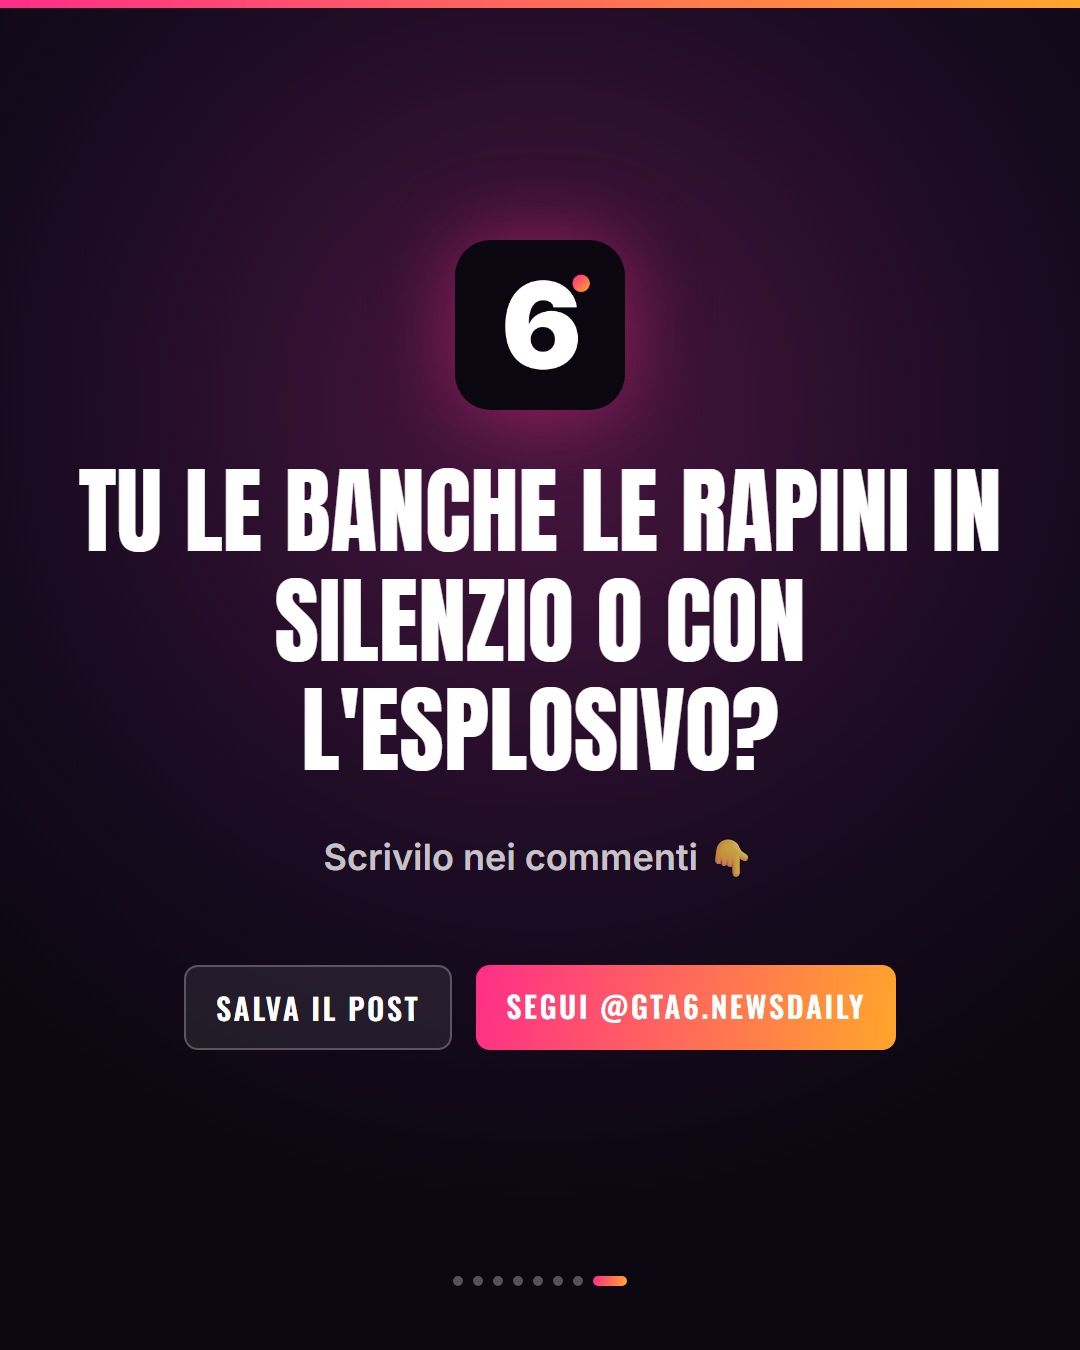 6
TU LE BANCHE LE RAPINI IN
SILENZIO O CON
L'ESPLOSIVO?
Scrivilo nei commenti 👇
SALVA IL POST
SEGUI @GTA6.NEWSDAILY